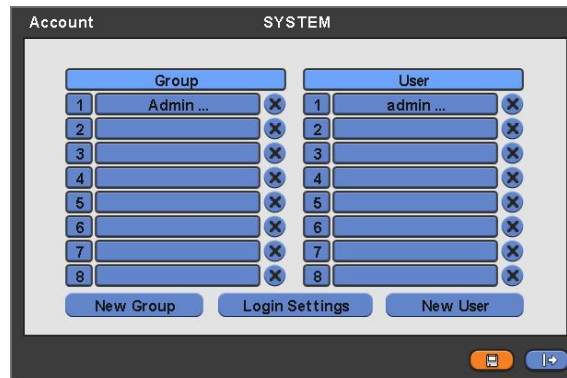 Account SYSTEM
Group User
1 Admin ... 1 admin ...
2 2
3 3
4 4
5 5
6 6
7 7
8 8
New Group Login Settings New User